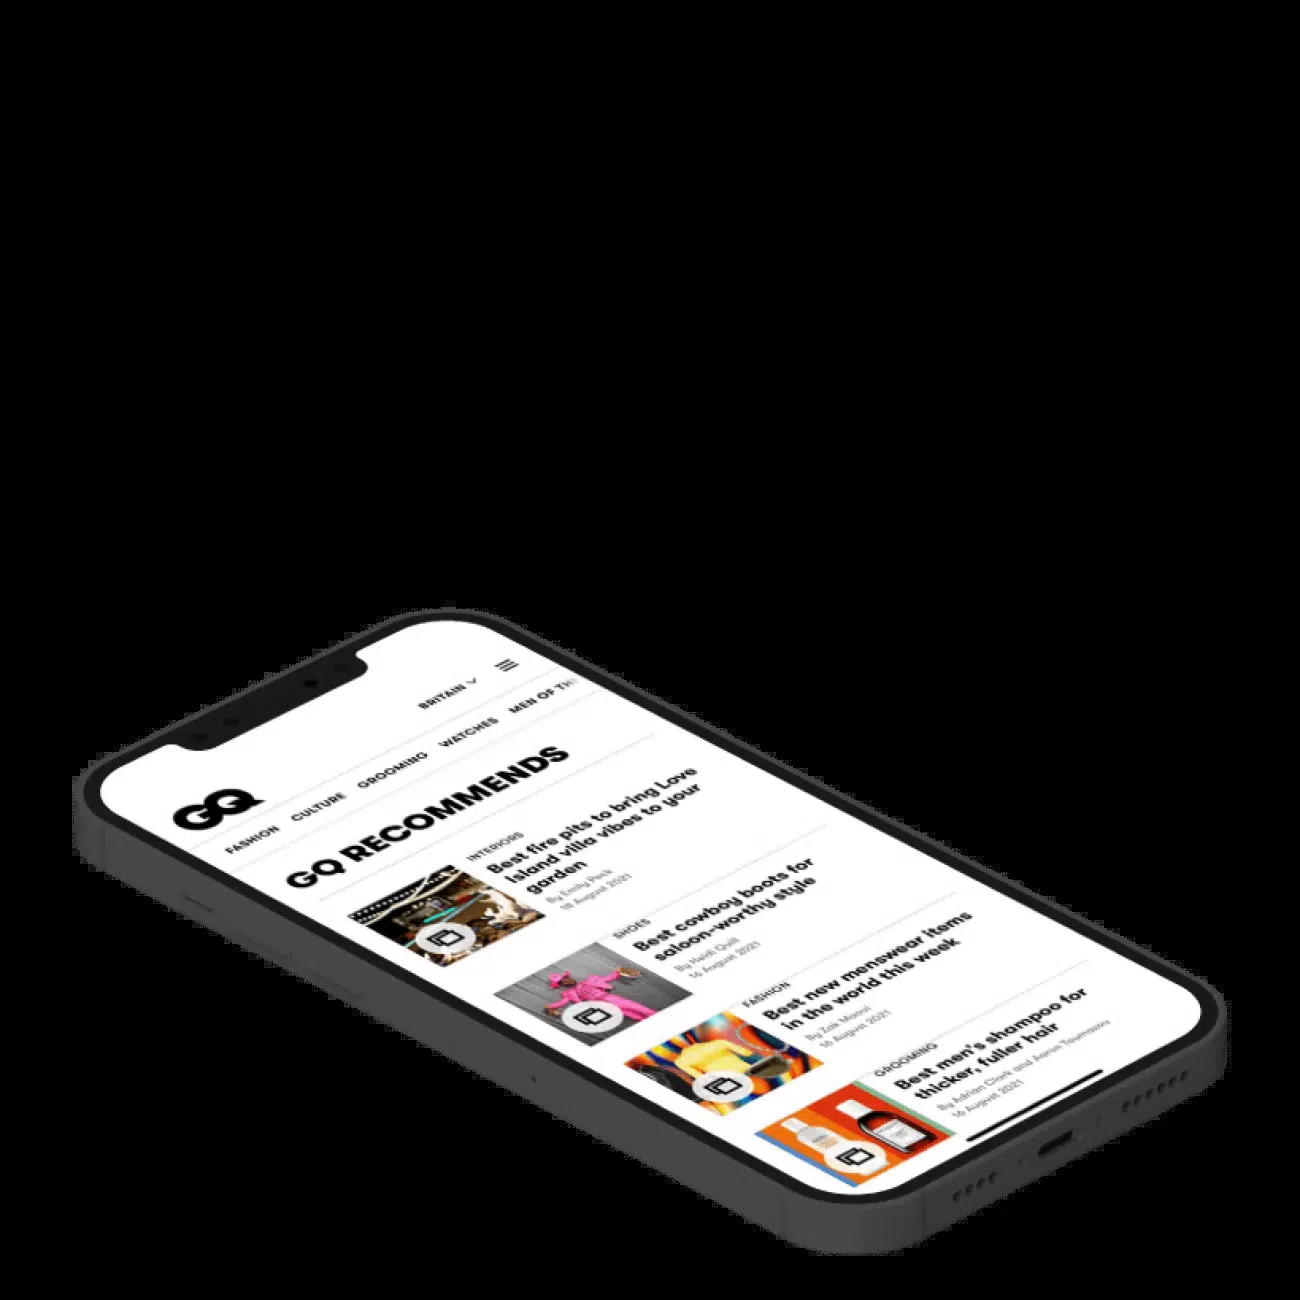 BRITAIN
GQ
FASHION CULTURE GROOMING WATCHES MEN OF TH
GQ RECOMMENDS
INTERIORS
Best fire pits to bring Love
Island villa vibes to your
garden
By Emily Peck
18 August 2021
SHOES
Best cowboy boots for
saloon-worthy style
By Heidi Quill
16 August 2021
FASHION
Best new menswear items
in the world this week
By Zak Maoui
16 August 2021
GROOMING
Best men's shampoo for
thicker, fuller hair
By Adrian Clark and Aaron Toumazou
16 August 2021